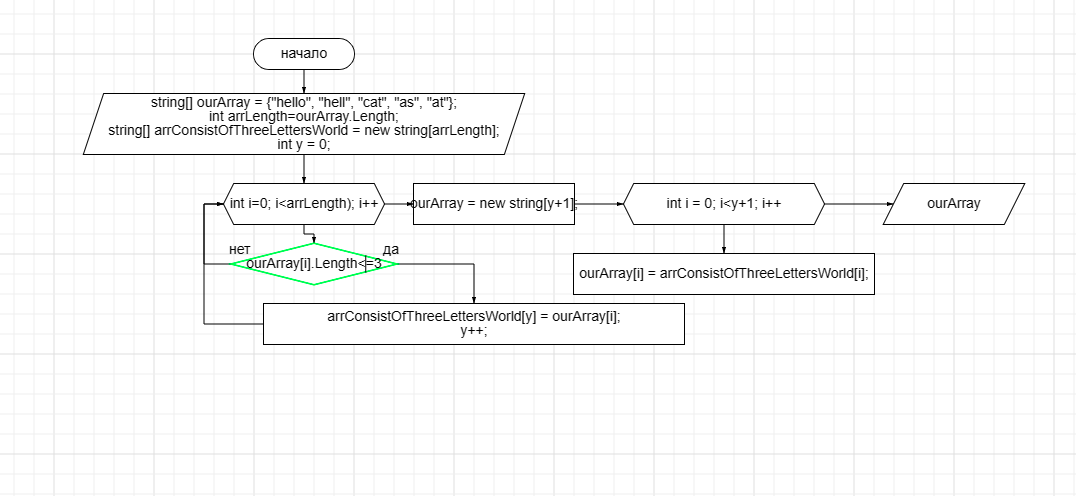 начало
string[] ourArray = {"hello", "hell", "cat", "as", "at"};
int arrLength=ourArray.Length;
string[] arrConsistOfThreeLettersWorld = new string[arrLength];
int y = 0;
int i=0; i<arrLength); i++
ourArray = new string[y+1];
int i = 0; i<y+1; i++
ourArray
нет
да
ourArray[i].Length<=3
ourArray[i] = arrConsistOfThreeLettersWorld[i];
arrConsistOfThreeLettersWorld[y] = ourArray[i];
y++;